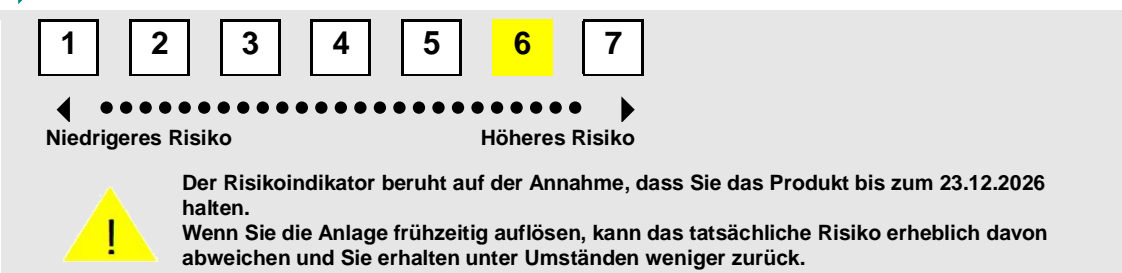 1 2 3 4 5 6 7
Niedrigeres Risiko Höheres Risiko
Der Risikoindikator beruht auf der Annahme, dass Sie das Produkt bis zum 23.12.2026
halten.
Wenn Sie die Anlage frühzeitig auflösen, kann das tatsächliche Risiko erheblich davon
abweichen und Sie erhalten unter Umständen weniger zurück.
!